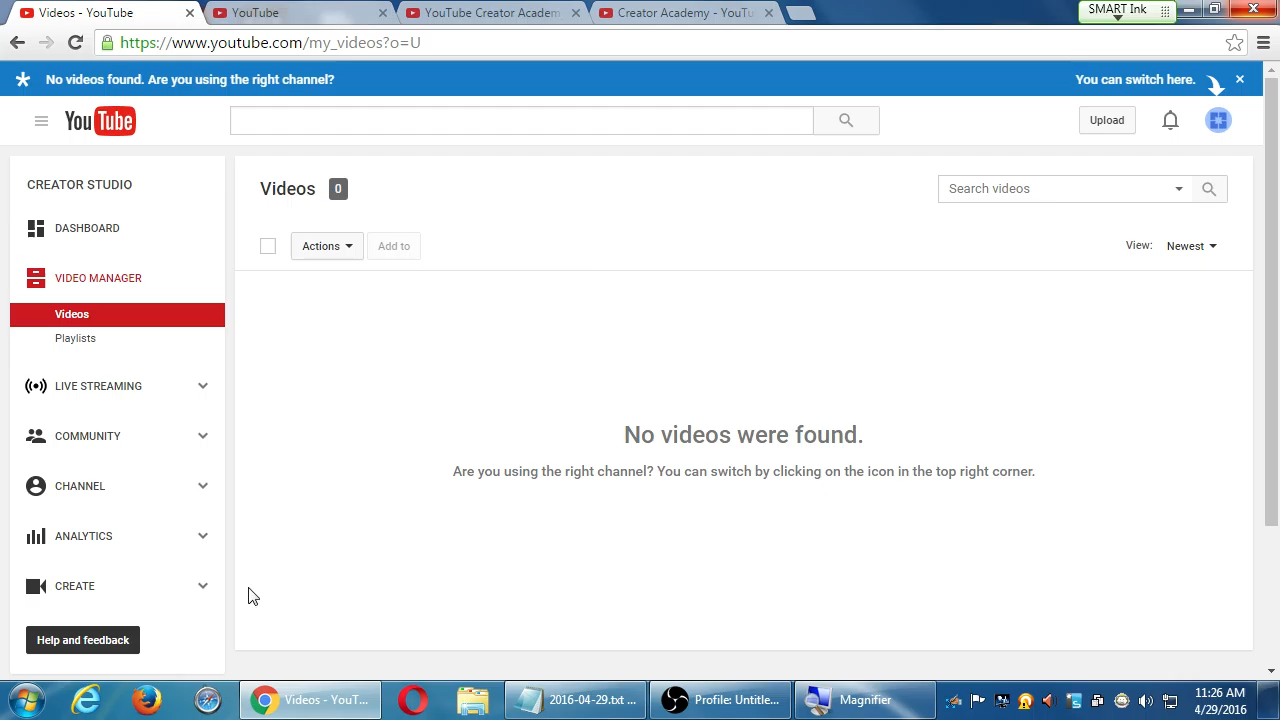 Videos - YouTube
YouTube
YouTube Creator Academ
Creator Academy - YouTu
SMART Ink
https://www.youtube.com/my_videos?o=U
No videos found. Are you using the right channel?
You can switch here.
YouTube
Upload
CREATOR STUDIO
Videos 0
Search videos
DASHBOARD
Actions
Add to
View:
Newest
VIDEO MANAGER
Videos
Playlists
LIVE STREAMING
COMMUNITY
No videos were found.
Are you using the right channel? You can switch by clicking on the icon in the top right corner.
CHANNEL
ANALYTICS
CREATE
Help and feedback
Videos - YouT...
2016-04-29.txt ...
Profile: Untitle...
Magnifier
11:26 AM
4/29/2016